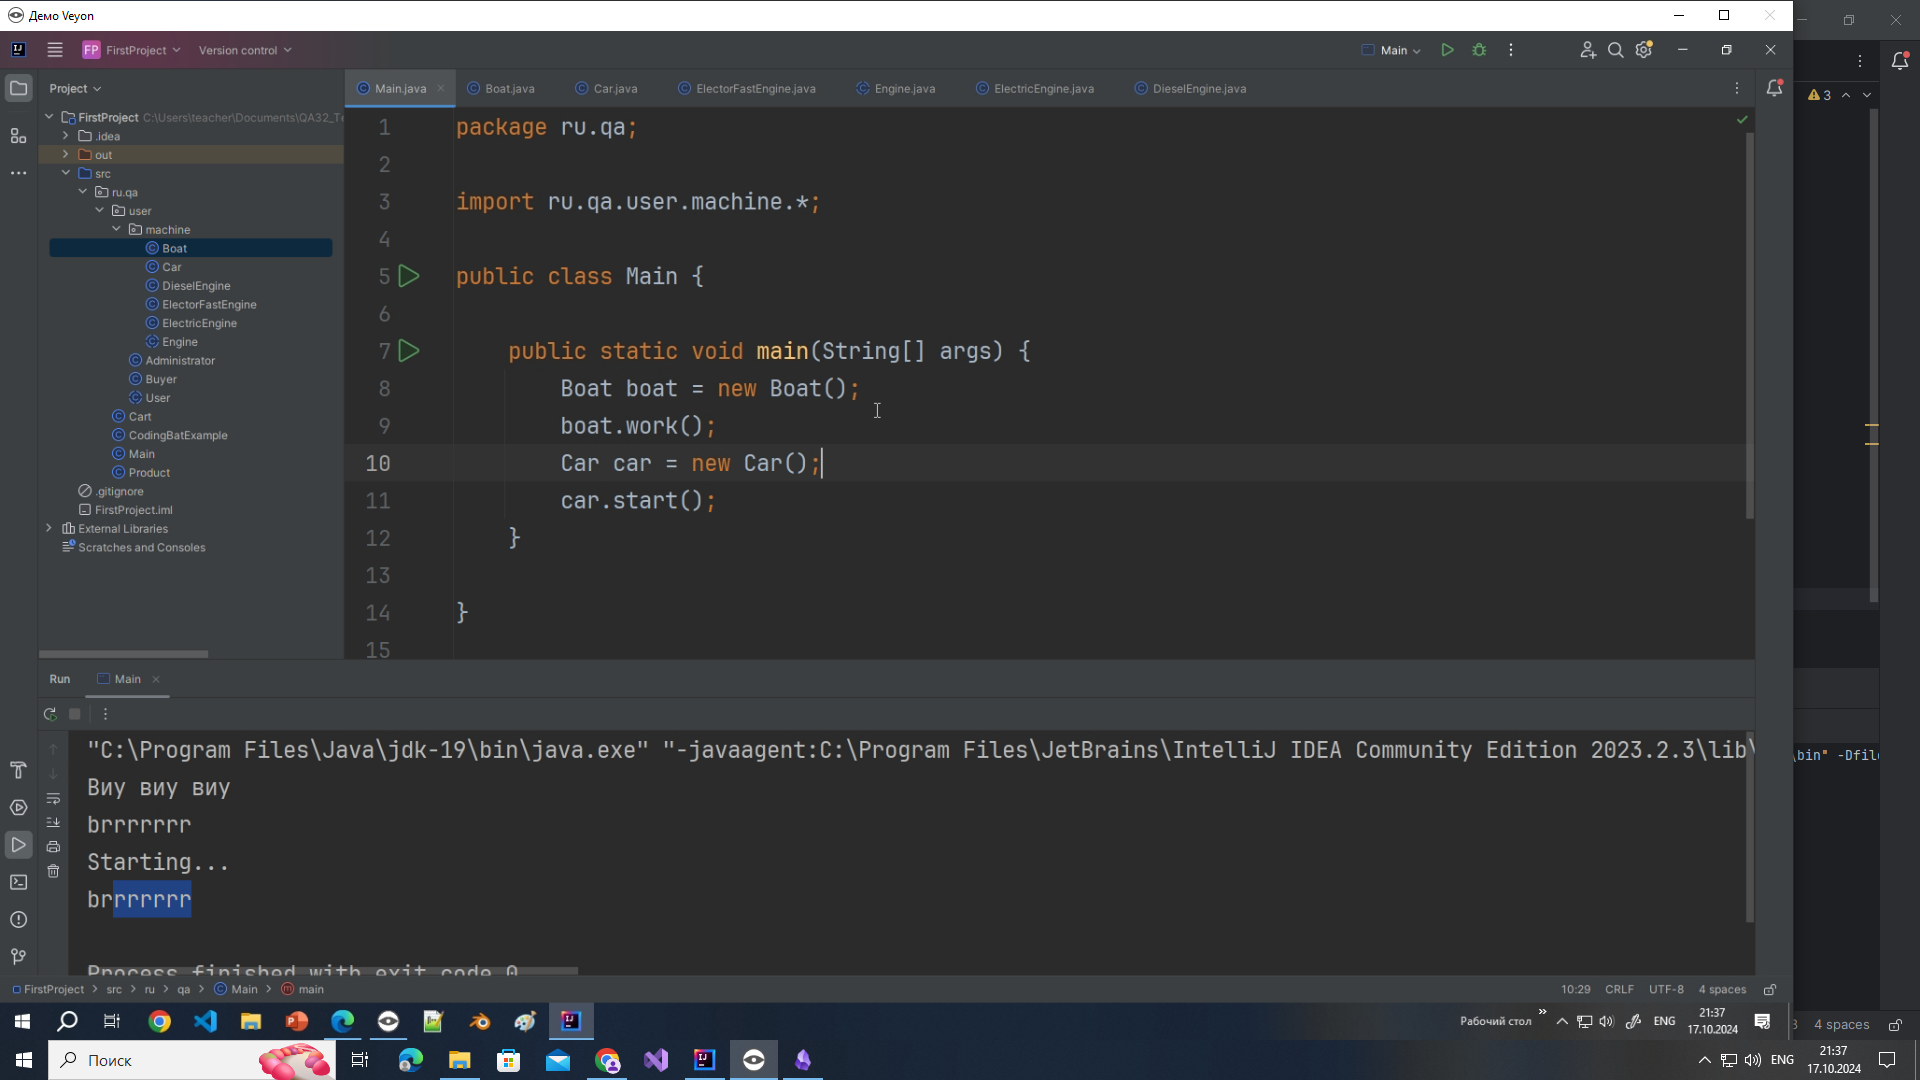 Демо Veyon
FP FirstProject Version control Main
Project
Main.java Boat.java Car.java ElectorFastEngine.java Engine.java ElectricEngine.java DieselEngine.java
FirstProject C:\Users\teacher\Documents\QA32_Te
.idea
out
src
ru.qa
user
machine
Boat
Car
DieselEngine
ElectorFastEngine
ElectricEngine
Engine
Administrator
Buyer
User
Cart
CodingBatExample
Main
Product
.gitignore
FirstProject.iml
External Libraries
Scratches and Consoles
1 package ru.qa;
2
3 import ru.qa.user.machine.*;
4
5 public class Main {
6
7 public static void main(String[] args) {
8 Boat boat = new Boat();
9 boat.work();
10 Car car = new Car();
11 car.start();
12 }
13
14 }
15
3
Run Main
"C:\Program Files\Java\jdk-19\bin\java.exe" "-javaagent:C:\Program Files\JetBrains\IntelliJ IDEA Community Edition 2023.2.3\lib\
Виу виу виу
brrrrrrr
Starting...
brrrrrrr
Process finished with exit code 0
\bin" -Dfile
FirstProject > src > ru > qa > Main > main
10:29 CRLF UTF-8 4 spaces
Рабочий стол ENG 21:37
17.10.2024
4 spaces
Поиск
ENG 21:37
17.10.2024